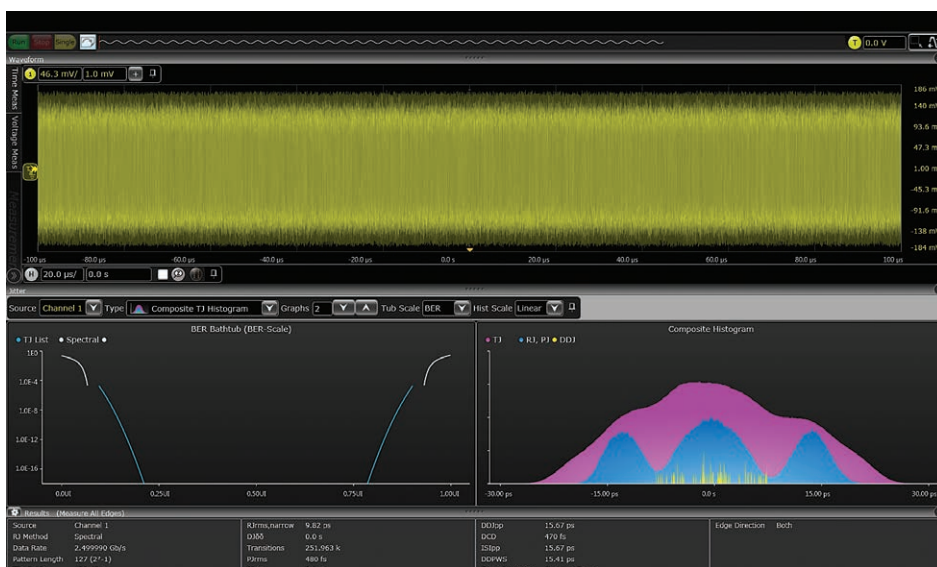 Run Stop Single T 0.0 V
Waveform
1 46.3 mV/ 1.0 mV +
Time Meas
Voltage Meas
Measurements
186 mV
140 mV
93.6 m
47.3 m
1.00 m
-45.3 m
-91.6 m
-138 m
-184 mV
-100 µs -80.0 µs -60.0 µs -40.0 µs -20.0 µs 0.0 s 20.0 µs 40.0 µs 60.0 µs 80.0 µs 100 µs
H 20.0 µs/ 0.0 s
Jitter
Source Channel 1 Type Composite TJ Histogram Graphs 2 Tub Scale BER Hist Scale Linear
BER Bathtub (BER-Scale)
TJ List Spectral
1E0
1.0E-4
1.0E-8
1.0E-12
1.0E-16
0.0UI 0.25UI 0.50UI 0.75UI 1.00UI
Composite Histogram
TJ RJ, PJ DDJ
-30.00 ps -15.00 ps 0.0 s 15.00 ps 30.00 ps
Results (Measure All Edges)
Source Channel 1
RJ Method Spectral
Data Rate 2.499990 Gb/s
Pattern Length 127 (2⁷-1)
RJrms,narrow 9.82 ps
DJδδ 0.0 s
Transitions 251.963 k
PJrms 480 fs
DDJpp 15.67 ps
DCD 470 fs
ISIpp 15.67 ps
DDPWS 15.41 ps
Edge Direction Both